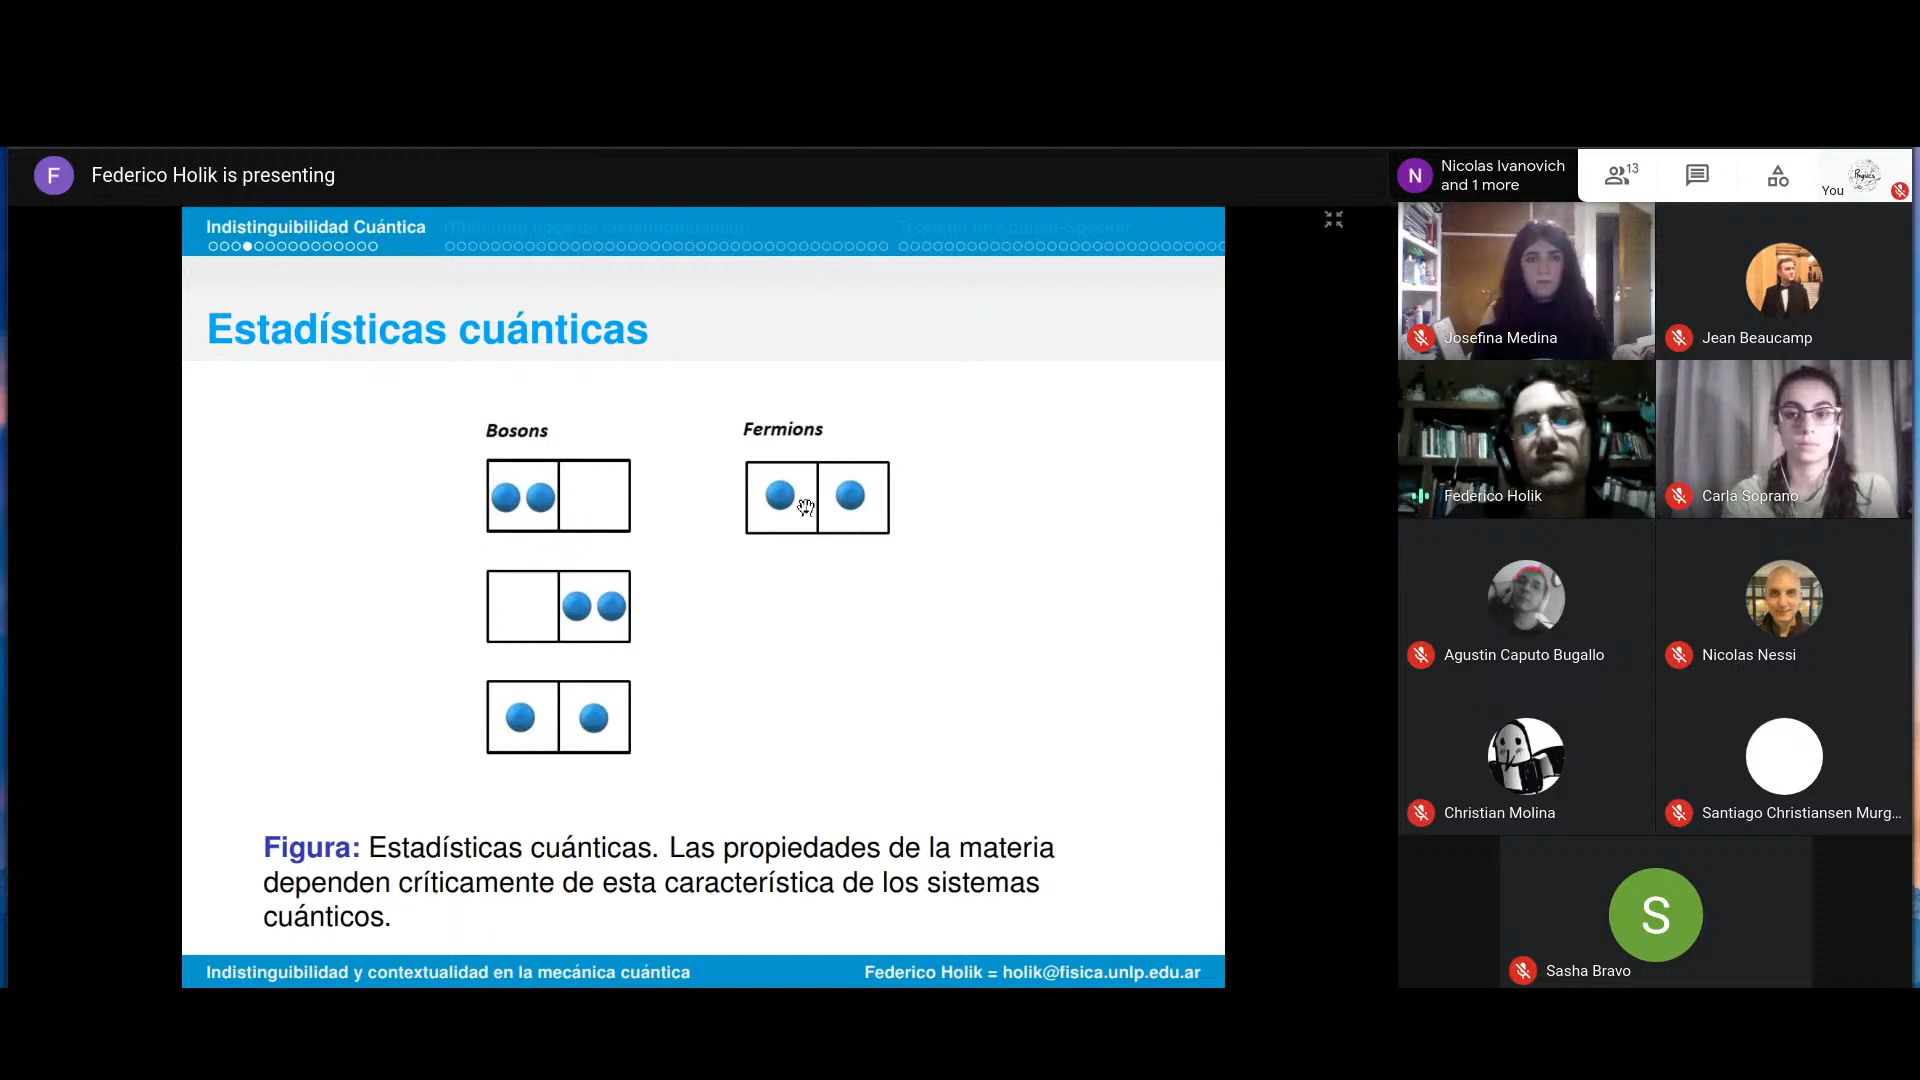 F
Federico Holik is presenting
N
Nicolas Ivanovich
and 1 more
13
You
Physics
Indistinguibilidad Cuántica
Estadísticas cuánticas
Bosons
Fermions
Figura: Estadísticas cuánticas. Las propiedades de la materia
dependen críticamente de esta característica de los sistemas
cuánticos.
Indistinguibilidad y contextualidad en la mecánica cuántica
Federico Holik = holik@fisica.unlp.edu.ar
Josefina Medina
Jean Beaucamp
Federico Holik
Carla Soprano
Agustin Caputo Bugallo
Nicolas Nessi
Christian Molina
Santiago Christiansen Murg...
S
Sasha Bravo